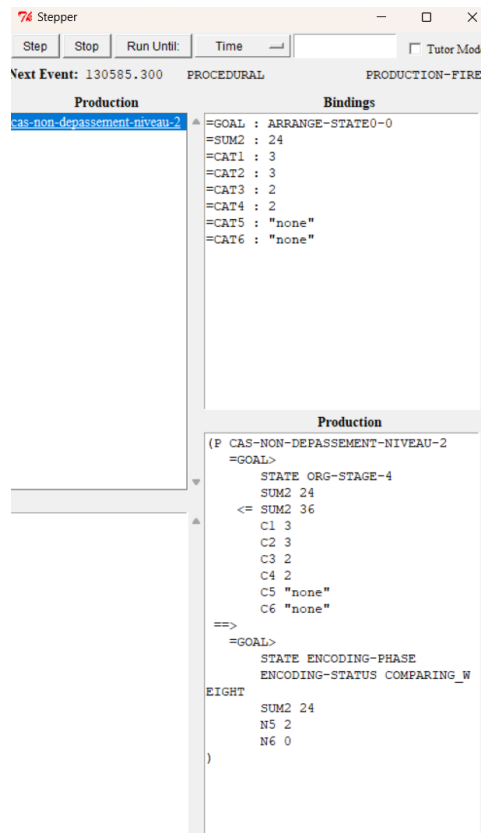 Stepper
Step Stop Run Until: Time Tutor Mod
Next Event: 130585.300 PROCEDURAL PRODUCTION-FIRE
Production
cas-non-depassement-niveau-2
Bindings
=GOAL : ARRANGE-STATE0-0
=SUM2 : 24
=CAT1 : 3
=CAT2 : 3
=CAT3 : 2
=CAT4 : 2
=CAT5 : "none"
=CAT6 : "none"
Production
(P CAS-NON-DEPASSEMENT-NIVEAU-2
=GOAL>
STATE ORG-STAGE-4
SUM2 24
<= SUM2 36
C1 3
C2 3
C3 2
C4 2
C5 "none"
C6 "none"
==>
=GOAL>
STATE ENCODING-PHASE
ENCODING-STATUS COMPARING_W
EIGHT
SUM2 24
N5 2
N6 0
)